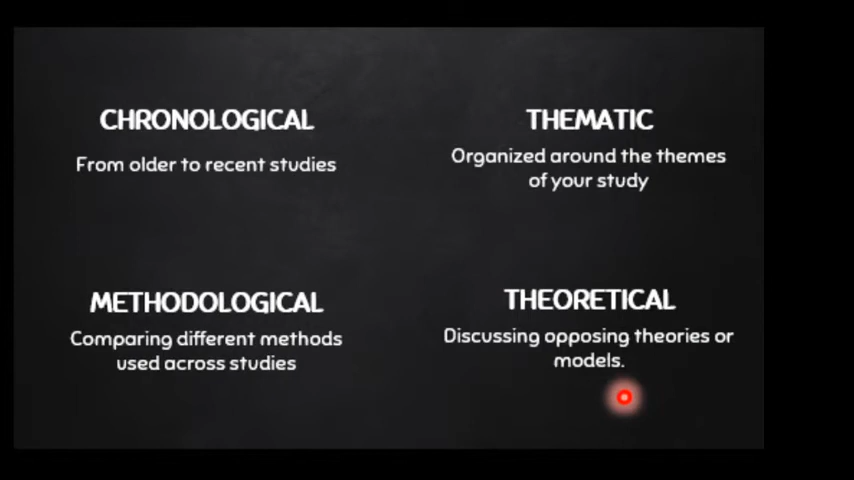 CHRONOLOGICAL
From older to recent studies
THEMATIC
Organized around the themes
of your study
METHODOLOGICAL
Comparing different methods
used across studies
THEORETICAL
Discussing opposing theories or
models.